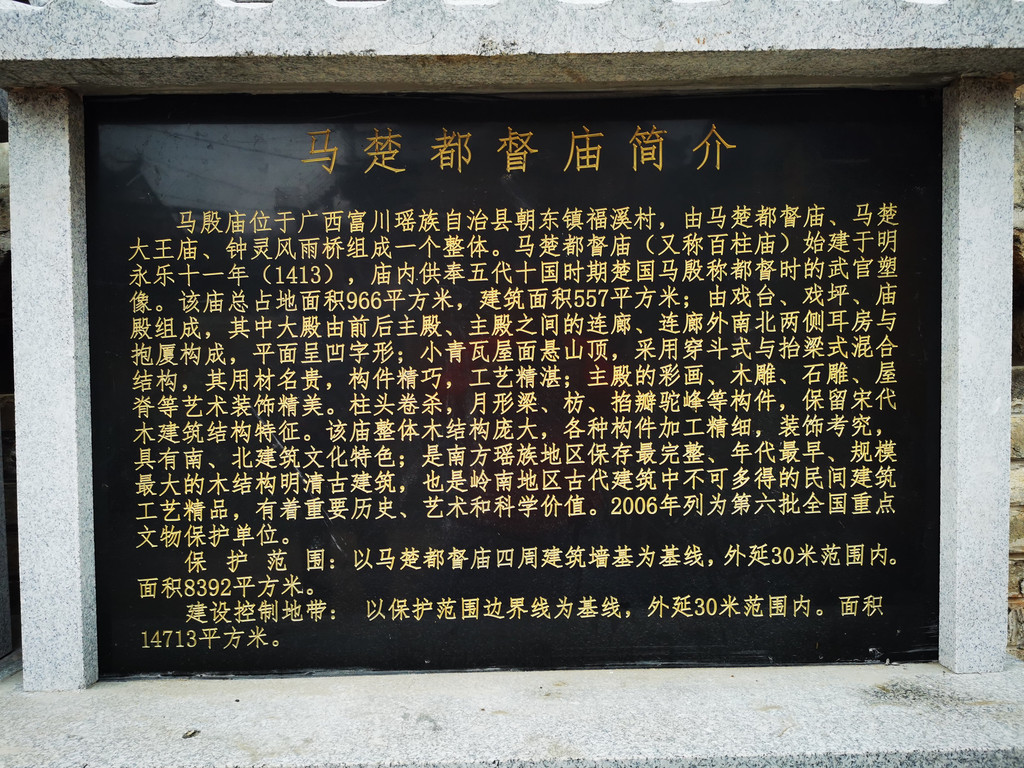 马楚都督庙简介
马殷庙位于广西富川瑶族自治县朝东镇福溪村，由马楚都督庙、马楚
大王庙、钟灵风雨桥组成一个整体。马楚都督庙（又称百柱庙）始建于明
永乐十一年（1413），庙内供奉五代十国时期楚国马殷称都督时的武官塑
像。该庙总占地面积966平方米，建筑面积557平方米；由戏台、戏坪、庙
殿组成，其中大殿由前后主殿、主殿之间的连廊、连廊外南北两侧耳房与
抱厦构成，平面呈凹字形；小青瓦屋面悬山顶，采用穿斗式与抬梁式混合
结构，其用材名贵，构件精巧，工艺精湛；主殿的彩画、木雕、石雕、屋
脊等艺术装饰精美。柱头卷杀，月形梁、枋、掐瓣驼峰等构件，保留宋代
木建筑结构特征。该庙整体木结构庞大，各种构件加工精细，装饰考究，
具有南、北建筑文化特色；是南方瑶族地区保存最完整、年代最早、规模
最大的木结构明清古建筑，也是岭南地区古代建筑中不可多得的民间建筑
工艺精品，有着重要历史、艺术和科学价值。2006年列为第六批全国重点
文物保护单位。
保护范围：以马楚都督庙四周建筑墙基为基线，外延30米范围内。
面积8392平方米。
建设控制地带： 以保护范围边界线为基线，外延30米范围内。面积
14713平方米。